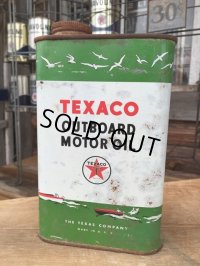 TEXACO
OUTBOARD
MOTOR OIL
SOLD OUT
TEXACO
T
THE TEXAS COMPANY
MADE IN U.S.A.
30